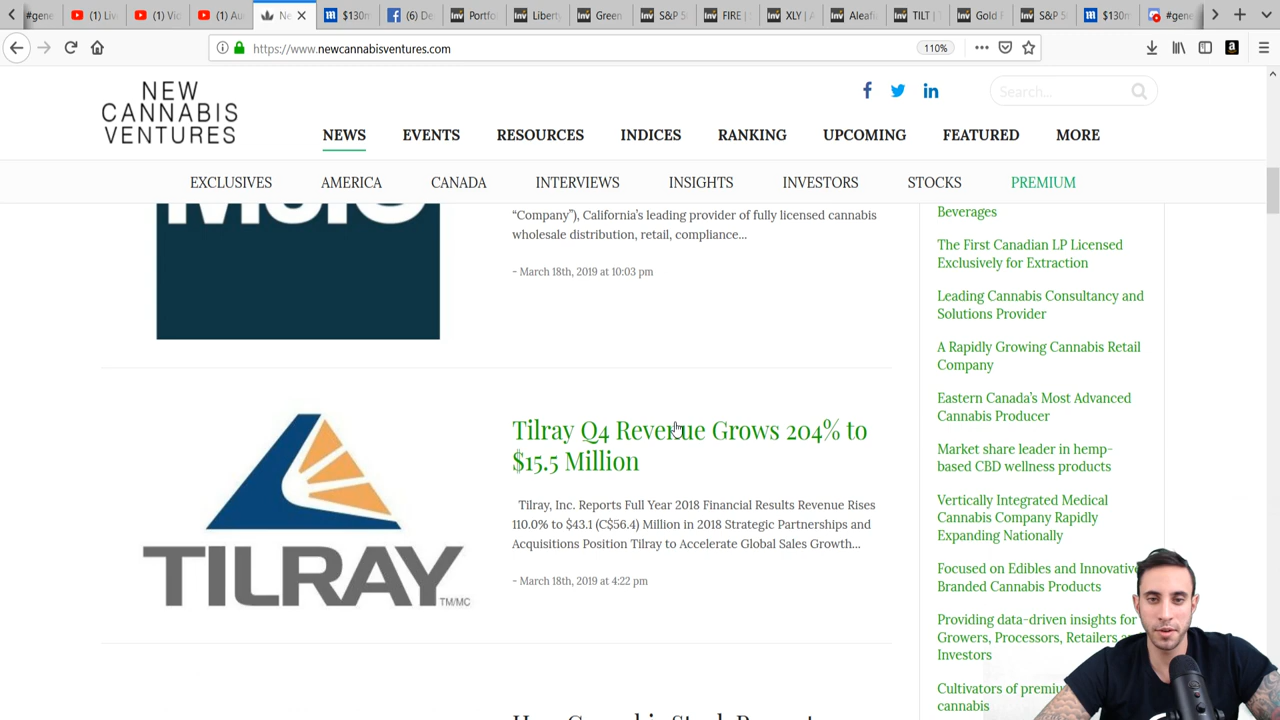 #gene
(1) Liv
(1) Vic
(1) Au
Ne
$130m
(6) De
Portfo
Liberty
Green
S&P 5
FIRE |
XLY | A
Aleafia
TILT | T
Gold F
S&P 5
$130m
#gene
https://www.newcannabisventures.com
110%
NEW
CANNABIS
VENTURES
Search...
NEWS EVENTS RESOURCES INDICES RANKING UPCOMING FEATURED MORE
EXCLUSIVES AMERICA CANADA INTERVIEWS INSIGHTS INVESTORS STOCKS PREMIUM
“Company”), California’s leading provider of fully licensed cannabis
wholesale distribution, retail, compliance...
- March 18th, 2019 at 10:03 pm
TILRAY
TM/MC
Tilray Q4 Revenue Grows 204% to
$15.5 Million
Tilray, Inc. Reports Full Year 2018 Financial Results Revenue Rises
110.0% to $43.1 (C$56.4) Million in 2018 Strategic Partnerships and
Acquisitions Position Tilray to Accelerate Global Sales Growth...
- March 18th, 2019 at 4:22 pm
Beverages
The First Canadian LP Licensed
Exclusively for Extraction
Leading Cannabis Consultancy and
Solutions Provider
A Rapidly Growing Cannabis Retail
Company
Eastern Canada’s Most Advanced
Cannabis Producer
Market share leader in hemp-
based CBD wellness products
Vertically Integrated Medical
Cannabis Company Rapidly
Expanding Nationally
Focused on Edibles and Innovative
Branded Cannabis Products
Providing data-driven insights for
Growers, Processors, Retailers
Investors
Cultivators of premiu
cannabis